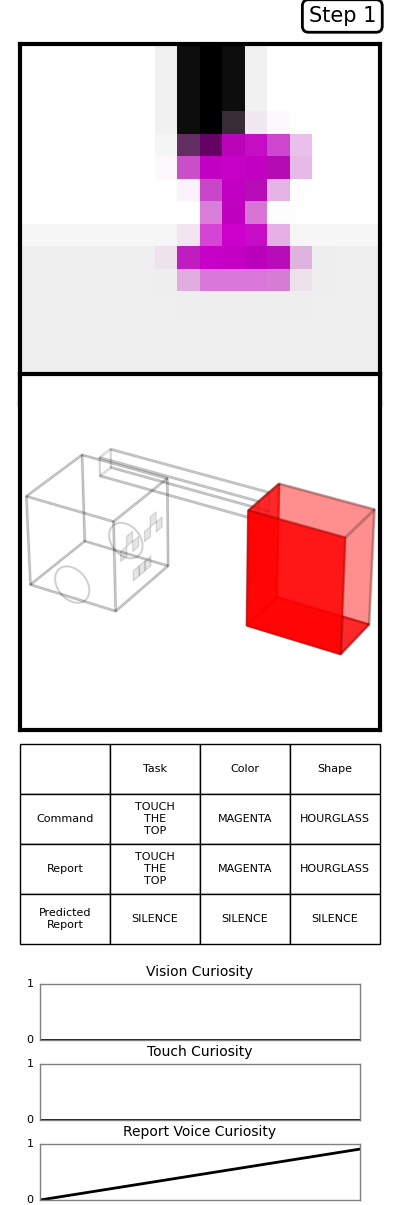 Step 1
Task Color Shape
Command TOUCH THE TOP MAGENTA HOURGLASS
Report TOUCH THE TOP MAGENTA HOURGLASS
Predicted Report SILENCE SILENCE SILENCE
Vision Curiosity
1
0
Touch Curiosity
1
0
Report Voice Curiosity
1
0